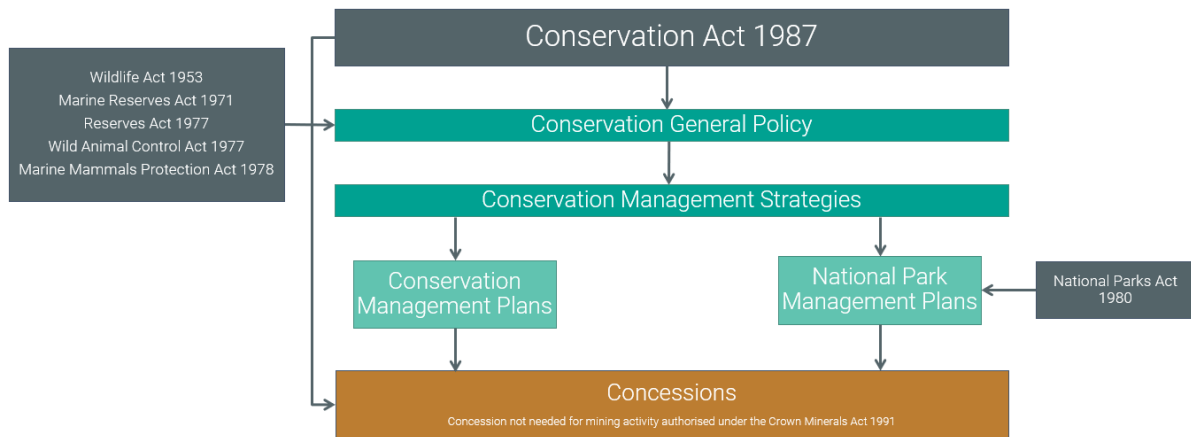 Conservation Act 1987
Wildlife Act 1953
Marine Reserves Act 1971
Reserves Act 1977
Wild Animal Control Act 1977
Marine Mammals Protection Act 1978
Conservation General Policy
Conservation Management Strategies
Conservation
Management Plans
National Park
Management Plans
National Parks Act
1980
Concessions
Concession not needed for mining activity authorised under the Crown Minerals Act 1991